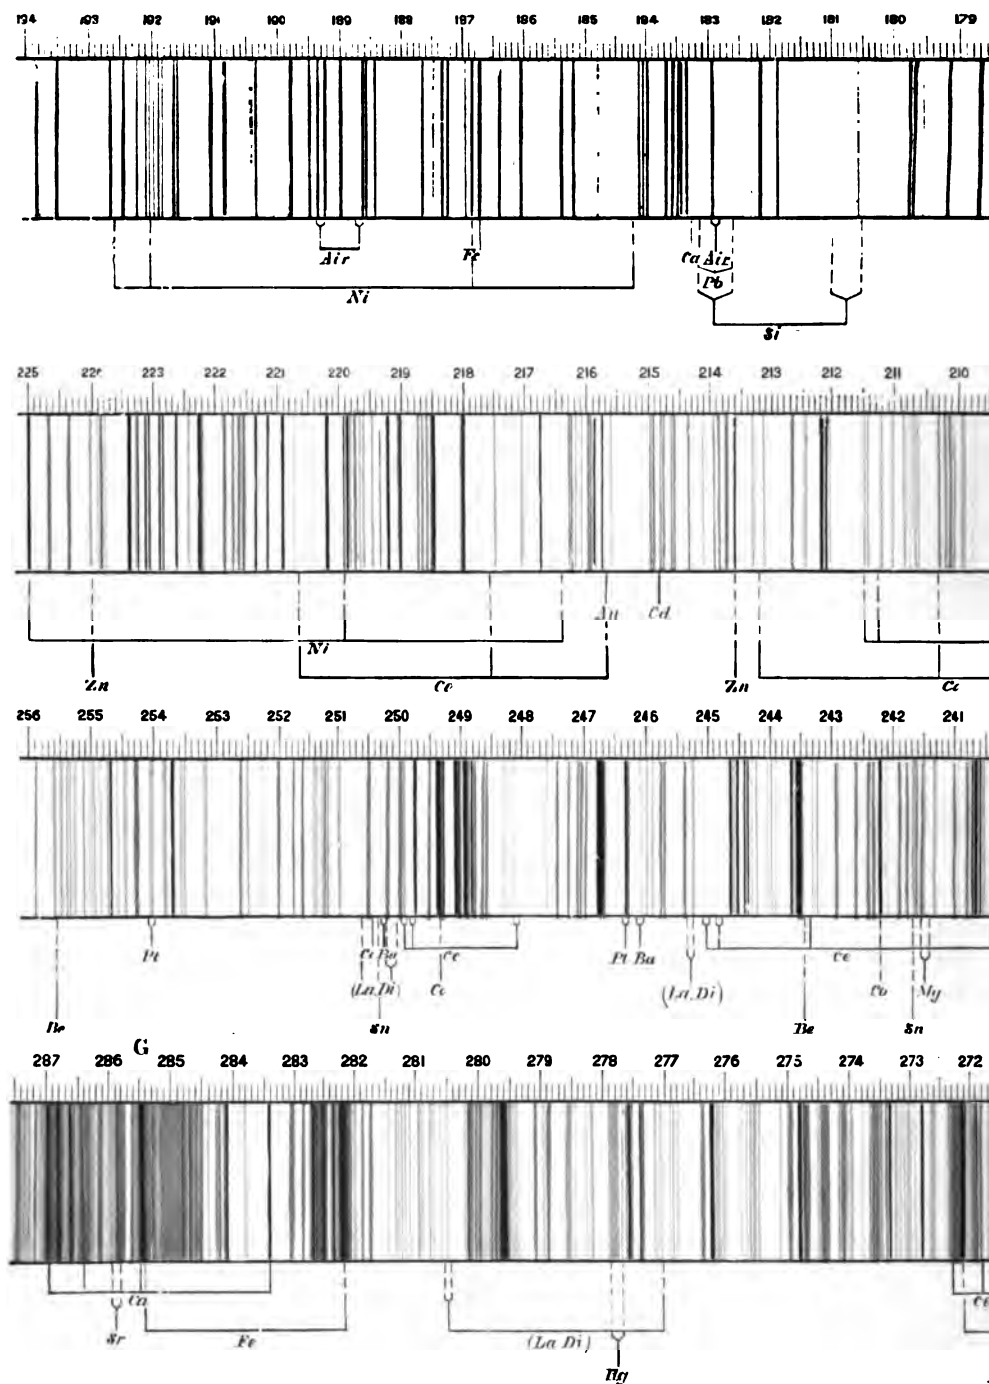 194 193 192 191 190 189 188 187 186 185 184 183 182 181 180 179
Air Fe Ca Air
Ni Pb
Si
225 224 223 222 221 220 219 218 217 216 215 214 213 212 211 210
Au Cd
Ni
Zn Co Zn
256 255 254 253 252 251 250 249 248 247 246 245 244 243 242 241
Pt Ba Ce Pt Ba Ce
(La, Di) (La, Di) Co Mg
Sn Sn
G
287 286 285 284 283 282 281 280 279 278 277 276 275 274 273 272
Ca
Sr Fe (La Di)
Hg